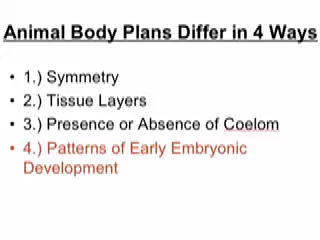 Animal Body Plans Differ in 4 Ways
• 1.) Symmetry
• 2.) Tissue Layers
• 3.) Presence or Absence of Coelom
• 4.) Patterns of Early Embryonic
Development